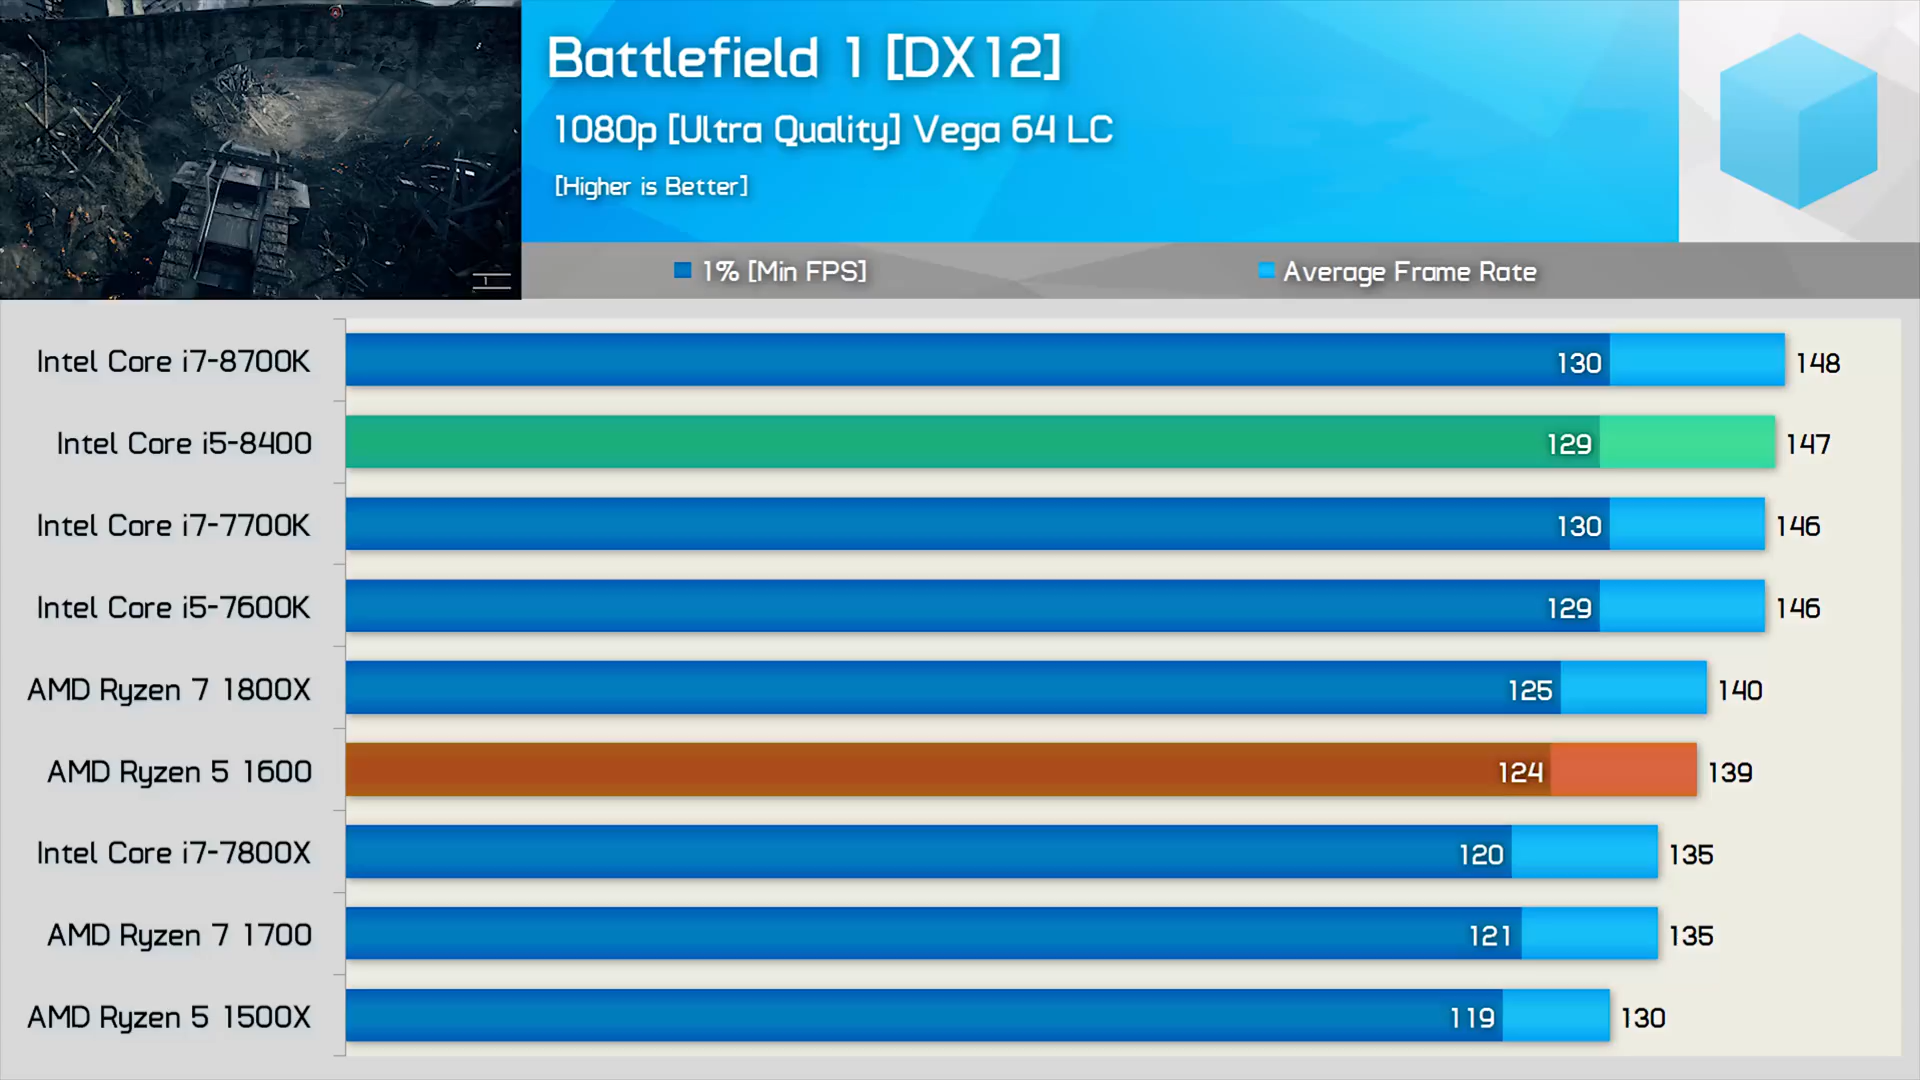 Battlefield 1 [DX12]
1080p [Ultra Quality] Vega 64 LC
[Higher is Better]
1% [Min FPS] Average Frame Rate
Intel Core i7-8700K 130 148
Intel Core i5-8400 129 147
Intel Core i7-7700K 130 146
Intel Core i5-7600K 129 146
AMD Ryzen 7 1800X 125 140
AMD Ryzen 5 1600 124 139
Intel Core i7-7800X 120 135
AMD Ryzen 7 1700 121 135
AMD Ryzen 5 1500X 119 130